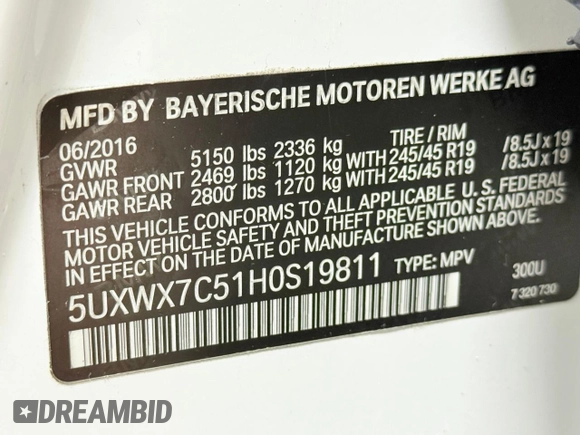 MFD BY BAYERISCHE MOTOREN WERKE AG
06/2016 TIRE / RIM
GVWR 5150 lbs 2336 kg
GAWR FRONT 2469 lbs 1120 kg WITH 245/45 R19 /8.5J x 19
GAWR REAR 2800 lbs 1270 kg WITH 245/45 R19 /8.5J x 19
THIS VEHICLE CONFORMS TO ALL APPLICABLE U. S. FEDERAL
MOTOR VEHICLE SAFETY AND THEFT PREVENTION STANDARDS
IN EFFECT ON THE DATE OF MANUFACTURE SHOWN ABOVE.
5UXWX7C51H0S19811 TYPE: MPV 300U
7 320 730
DREAMBID